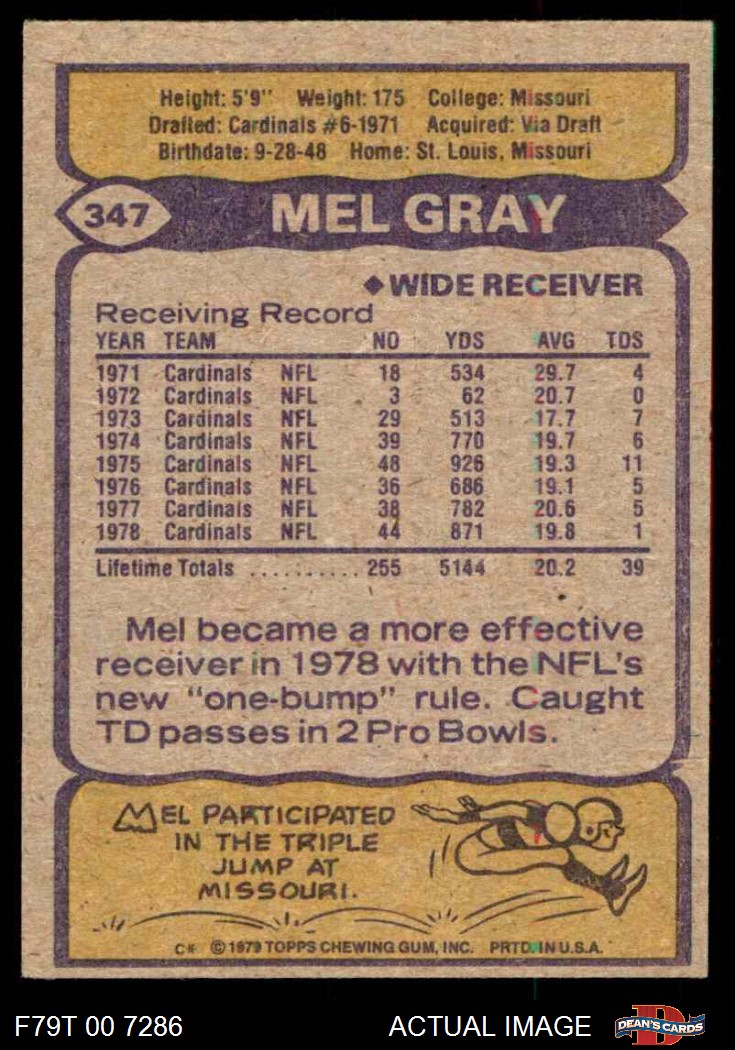 Height: 5'9" Weight: 175 College: Missouri
Drafted: Cardinals #6-1971 Acquired: Via Draft
Birthdate: 9-28-48 Home: St. Louis, Missouri
347 MEL GRAY
◆WIDE RECEIVER
Receiving Record
YEAR TEAM NO YDS AVG TDS
1971 Cardinals NFL 18 534 29.7 4
1972 Cardinals NFL 3 62 20.7 0
1973 Cardinals NFL 29 513 17.7 7
1974 Cardinals NFL 39 770 19.7 6
1975 Cardinals NFL 48 926 19.3 11
1976 Cardinals NFL 36 686 19.1 5
1977 Cardinals NFL 38 782 20.6 5
1978 Cardinals NFL 44 871 19.8 1
Lifetime Totals .......... 255 5144 20.2 39
Mel became a more effective
receiver in 1978 with the NFL's
new "one-bump" rule. Caught
TD passes in 2 Pro Bowls.
MEL PARTICIPATED
IN THE TRIPLE
JUMP AT
MISSOURI.
©1979 TOPPS CHEWING GUM, INC. PRTD. IN U.S.A.
F79T 00 7286 ACTUAL IMAGE DEAN'S CARDS